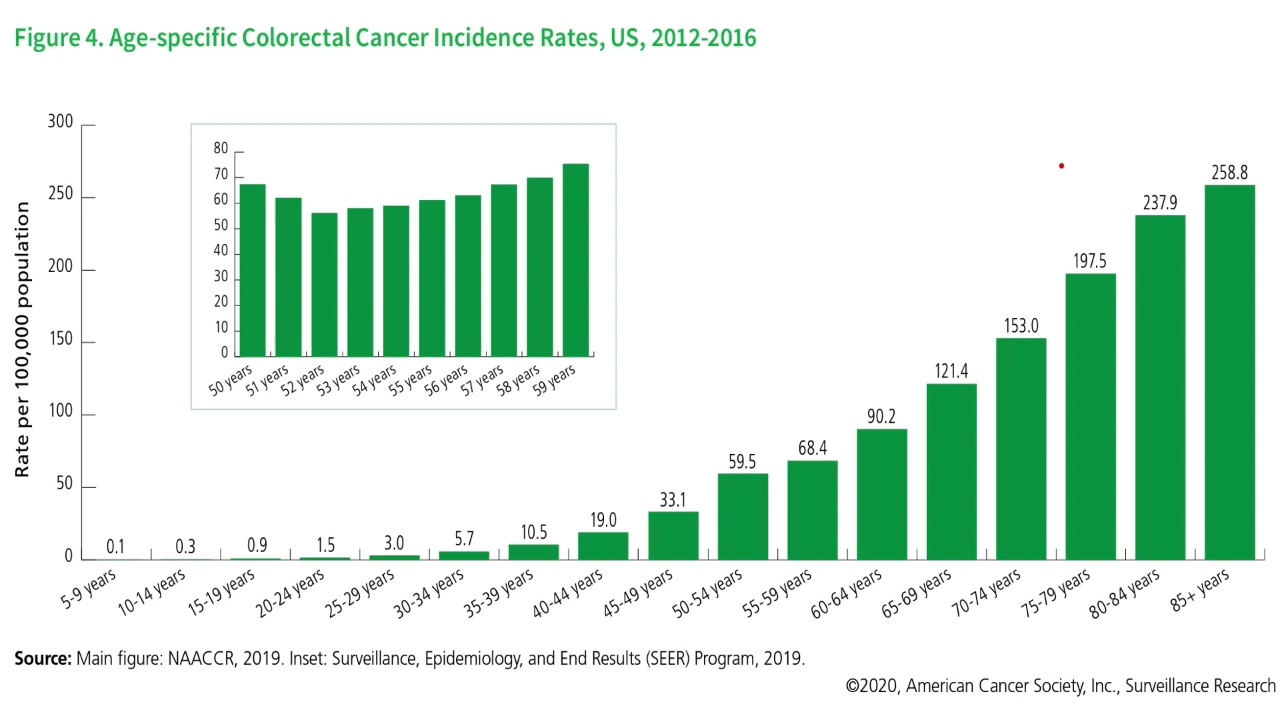 Figure 4. Age-specific Colorectal Cancer Incidence Rates, US, 2012-2016
Rate per 100,000 population
300
250
200
150
100
50
0
80
70
60
50
40
30
20
10
0
50 years
51 years
52 years
53 years
54 years
55 years
56 years
57 years
58 years
59 years
0.1
0.3
0.9
1.5
3.0
5.7
10.5
19.0
33.1
59.5
68.4
90.2
121.4
153.0
197.5
237.9
258.8
5-9 years
10-14 years
15-19 years
20-24 years
25-29 years
30-34 years
35-39 years
40-44 years
45-49 years
50-54 years
55-59 years
60-64 years
65-69 years
70-74 years
75-79 years
80-84 years
85+ years
Source: Main figure: NAACCR, 2019. Inset: Surveillance, Epidemiology, and End Results (SEER) Program, 2019.
©2020, American Cancer Society, Inc., Surveillance Research